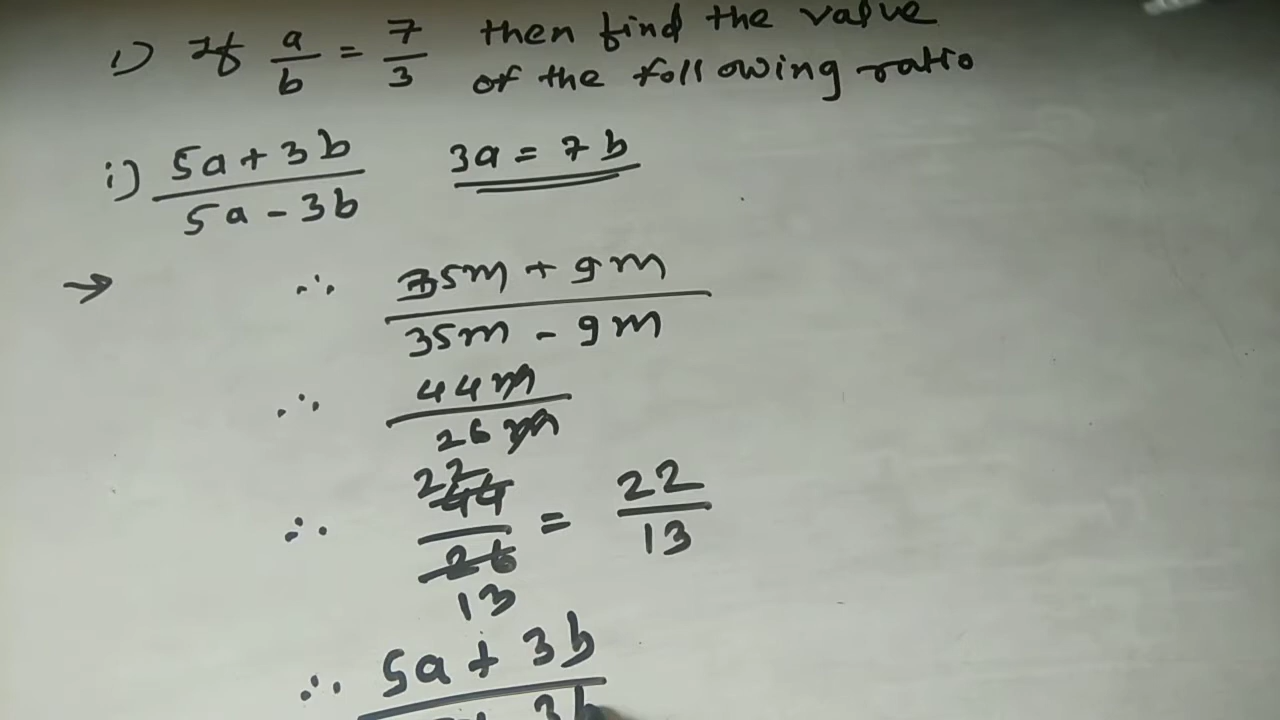 1) If a/b = 7/3 then find the value
of the following ratio
i) 5a + 3b / 5a - 3b 3a = 7b
→ ∴ 35m + 9m / 35m - 9m
∴ 44m / 26m
∴ 22 44 / 26 13 = 22 / 13
∴ 5a + 3b /
3b